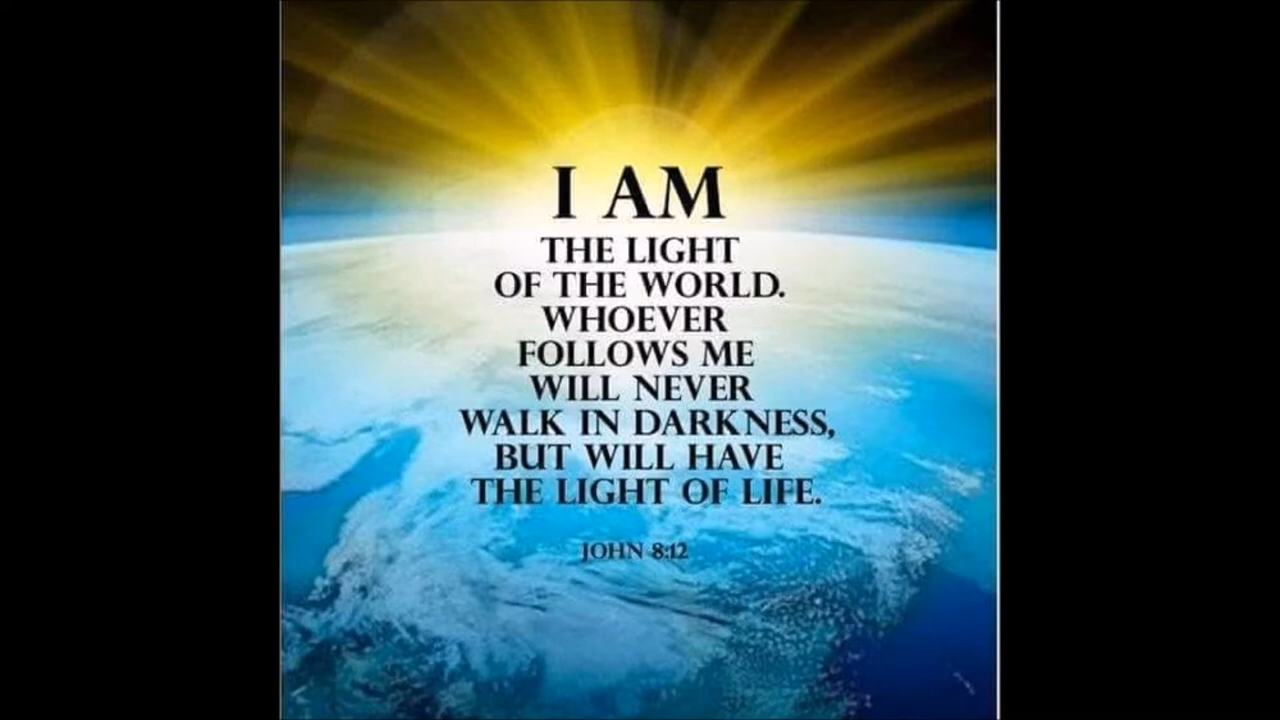 I AM
THE LIGHT
OF THE WORLD.
WHOEVER
FOLLOWS ME
WILL NEVER
WALK IN DARKNESS,
BUT WILL HAVE
THE LIGHT OF LIFE.
JOHN 8:12